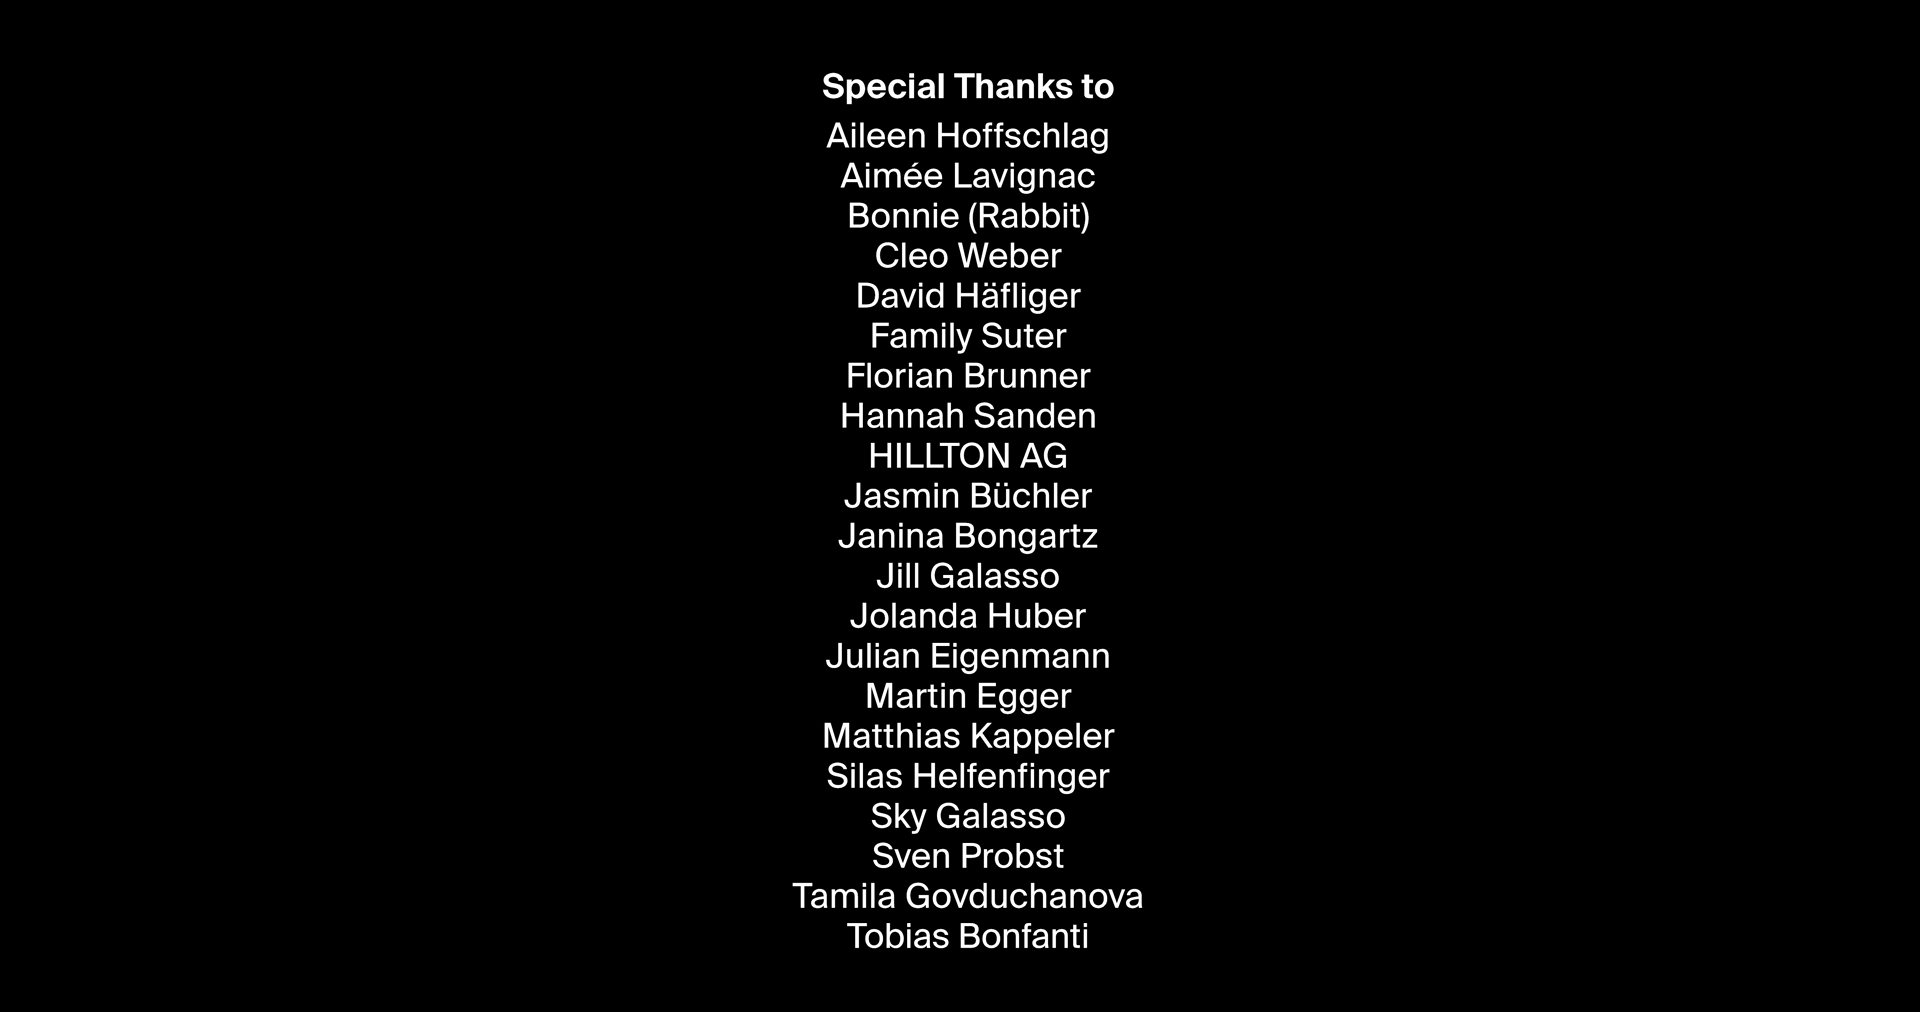 Special Thanks to
Aileen Hoffschlag
Aimée Lavignac
Bonnie (Rabbit)
Cleo Weber
David Häfliger
Family Suter
Florian Brunner
Hannah Sanden
HILLTON AG
Jasmin Büchler
Janina Bongartz
Jill Galasso
Jolanda Huber
Julian Eigenmann
Martin Egger
Matthias Kappeler
Silas Helfenfinger
Sky Galasso
Sven Probst
Tamila Govduchanova
Tobias Bonfanti